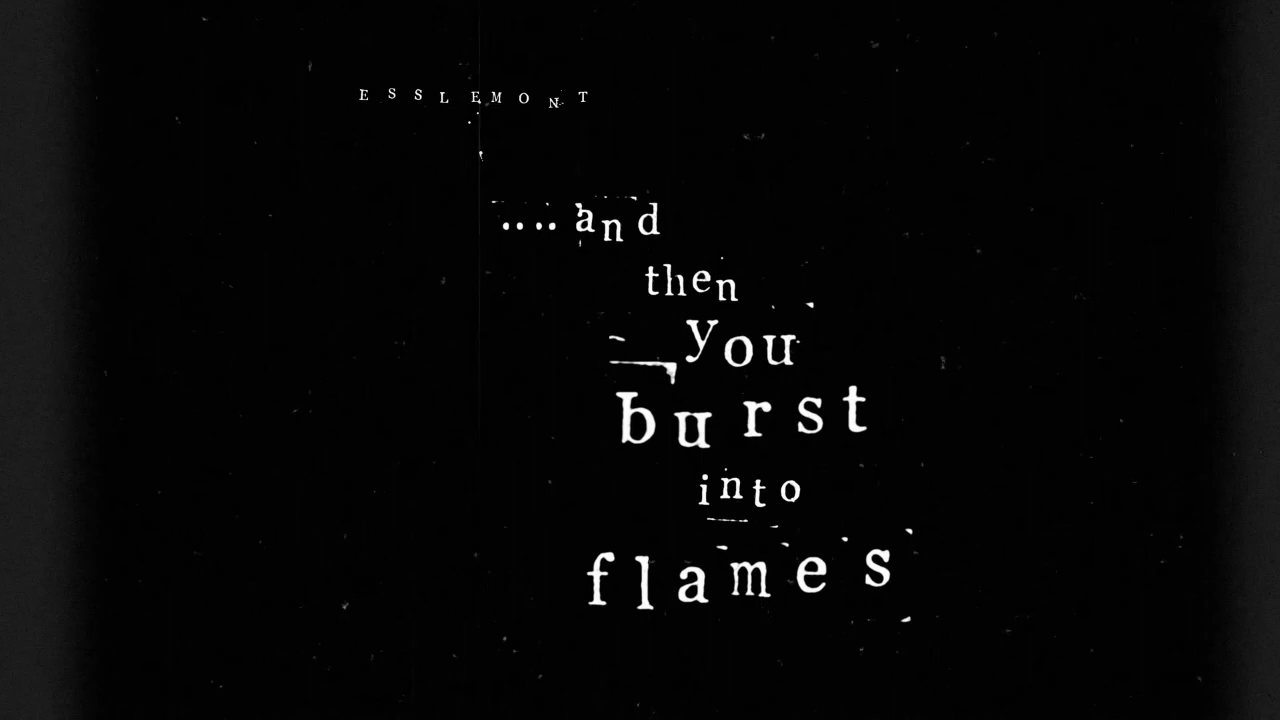 ESSLEMONT
....and
then
you
burst
into
flames